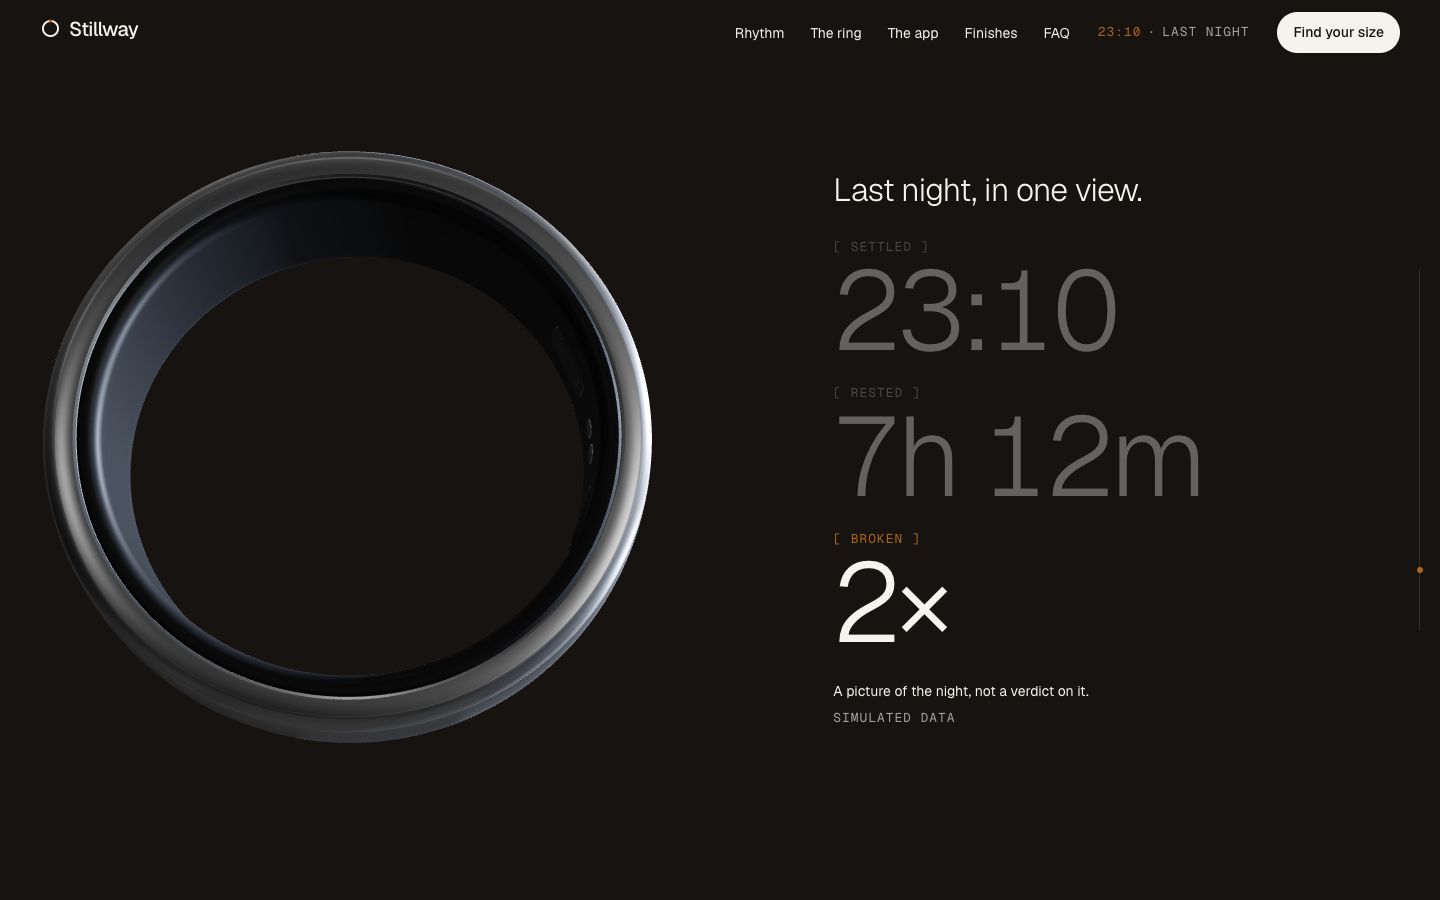 Stillway
Rhythm The ring The app Finishes FAQ 23:10 · LAST NIGHT Find your size
Last night, in one view.
[ SETTLED ]
23:10
[ RESTED ]
7h 12m
[ BROKEN ]
2×
A picture of the night, not a verdict on it.
SIMULATED DATA